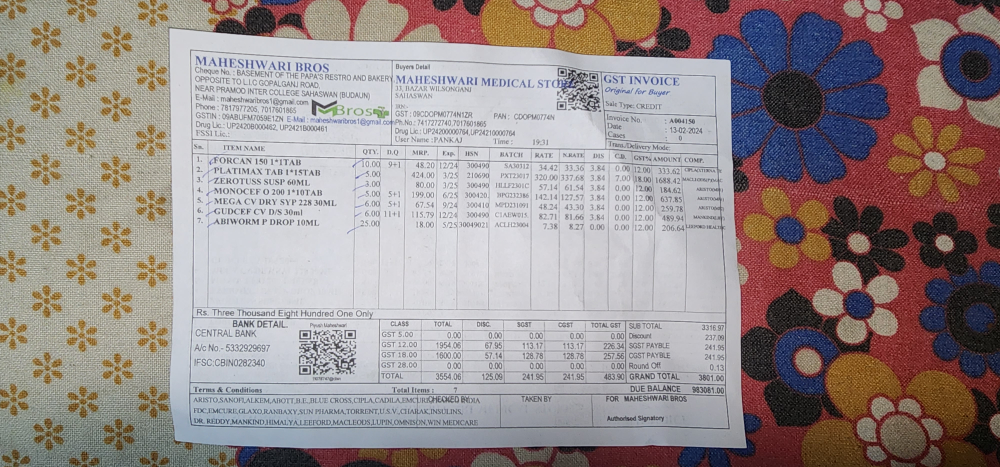 MAHESHWARI BROS
Cheque No. : BASEMENT OF THE PAPA'S RESTRO AND BAKERY
OPPOSITE TO L.I.C GOPALGANJ ROAD,
NEAR PRAMOD INTER COLLEGE SAHASWAN (BUDAUN)
E-Mail : maheshwaribros1@gmail.com
Phone : 7817977205, 7017601865
GSTIN : 09ABUFM7059E1ZN E-Mail : maheshwaribros1@gmail.com
Drug Lic.: UP2420B000462, UP2421B000461
FSSI Lic.:
MBros
Buyers Detail
MAHESHWARI MEDICAL STORE
33, BAZAR WILSONGANJ
SAHASWAN
GST : 09CDOPM0774N1ZR PAN : CDOPM0774N
Ph.No.: 7417272740,7017601865
Drug Lic.: UP24200000764,UP24210000764
User Name : PANKAJ Time : 19:31
GST INVOICE
Original for Buyer
Sale Type: CREDIT
Invoice No. : A004150
Date : 13-02-2024
Cases 0
Trans./Delivery Mode:
Sn. ITEM NAME QTY. D.Q MRP. Exp. HSN BATCH RATE N.RATE DIS C.D. GST% AMOUNT COMP.
1. FORCAN 150 1*1TAB 10.00 9+1 48.20 12/24 300490 SA30312 34.42 33.36 3.84 0.00 12.00 333.62
2. PLATIMAX TAB 1*15TAB 5.00 424.00 3/25 210690 PXT23017 320.00 337.68 3.84 7.00 18.00 1688.42
3. ZEROTUSS SUSP 60ML 3.00 80.00 3/25 300490 HLLF2301C 57.14 61.54 3.84 0.00 12.00 184.62
4. MONOCEF O 200 1*10TAB 5.00 5+1 199.00 6/25 300420 142.14 127.57 3.84 0.00 12.00 637.85
5. MEGA CV DRY SYP 228 30ML 6.00 5+1 67.54 9/24 300410 MPD231091 48.24 43.30 3.84 0.00 12.00 259.78
6. GUDCEF CV D/S 30ml 6.00 11+1 115.79 12/24 300490 C1AEW015 82.71 81.66 3.84 0.00 12.00 489.94
7. ABIWORM P DROP 10ML 25.00 18.00 5/25 30049021 ACLH23004 7.38 8.27 0.00 0.00 12.00 206.64
Rs. Three Thousand Eight Hundred One Only
BANK DETAIL.
CENTRAL BANK
A/c No.- 5332929697
IFSC:CBIN0282340
Piyush Maheshwari
CLASS TOTAL DISC. SGST CGST TOTAL GST
GST 5.00 0.00 0.00 0.00 0.00 0.00
GST 12.00 1954.06 67.95 113.17 113.17 226.34
GST 18.00 1600.00 57.14 128.78 128.78 257.56
GST 28.00 0.00 0.00 0.00 0.00 0.00
TOTAL 3554.06 125.09 241.95 241.95 483.90
SUB TOTAL 3316.97
Discount 237.09
SGST PAYBLE 241.95
CGST PAYBLE 241.95
Round Off 0.13
GRAND TOTAL 3801.00
DUE BALANCE 983081.00
Terms & Conditions Total Items : 7
ARISTO,SANOFI,ALKEM,ABOTT,B.E.,BLUE CROSS,CIPLA,CADILA,EMCURE
FDC,EMCURE,GLAXO,RANBAXY,SUN PHARMA,TORRENT,U.S.V,CHARAK,INSULINS,
DR. REDDY,MANKIND,HIMALYA,LEEFORD,MACLEODS,LUPIN,OMNISON,WIN MEDICARE
CHECKED BY
TAKEN BY
FOR MAHESHWARI BROS
Authorised Signatory